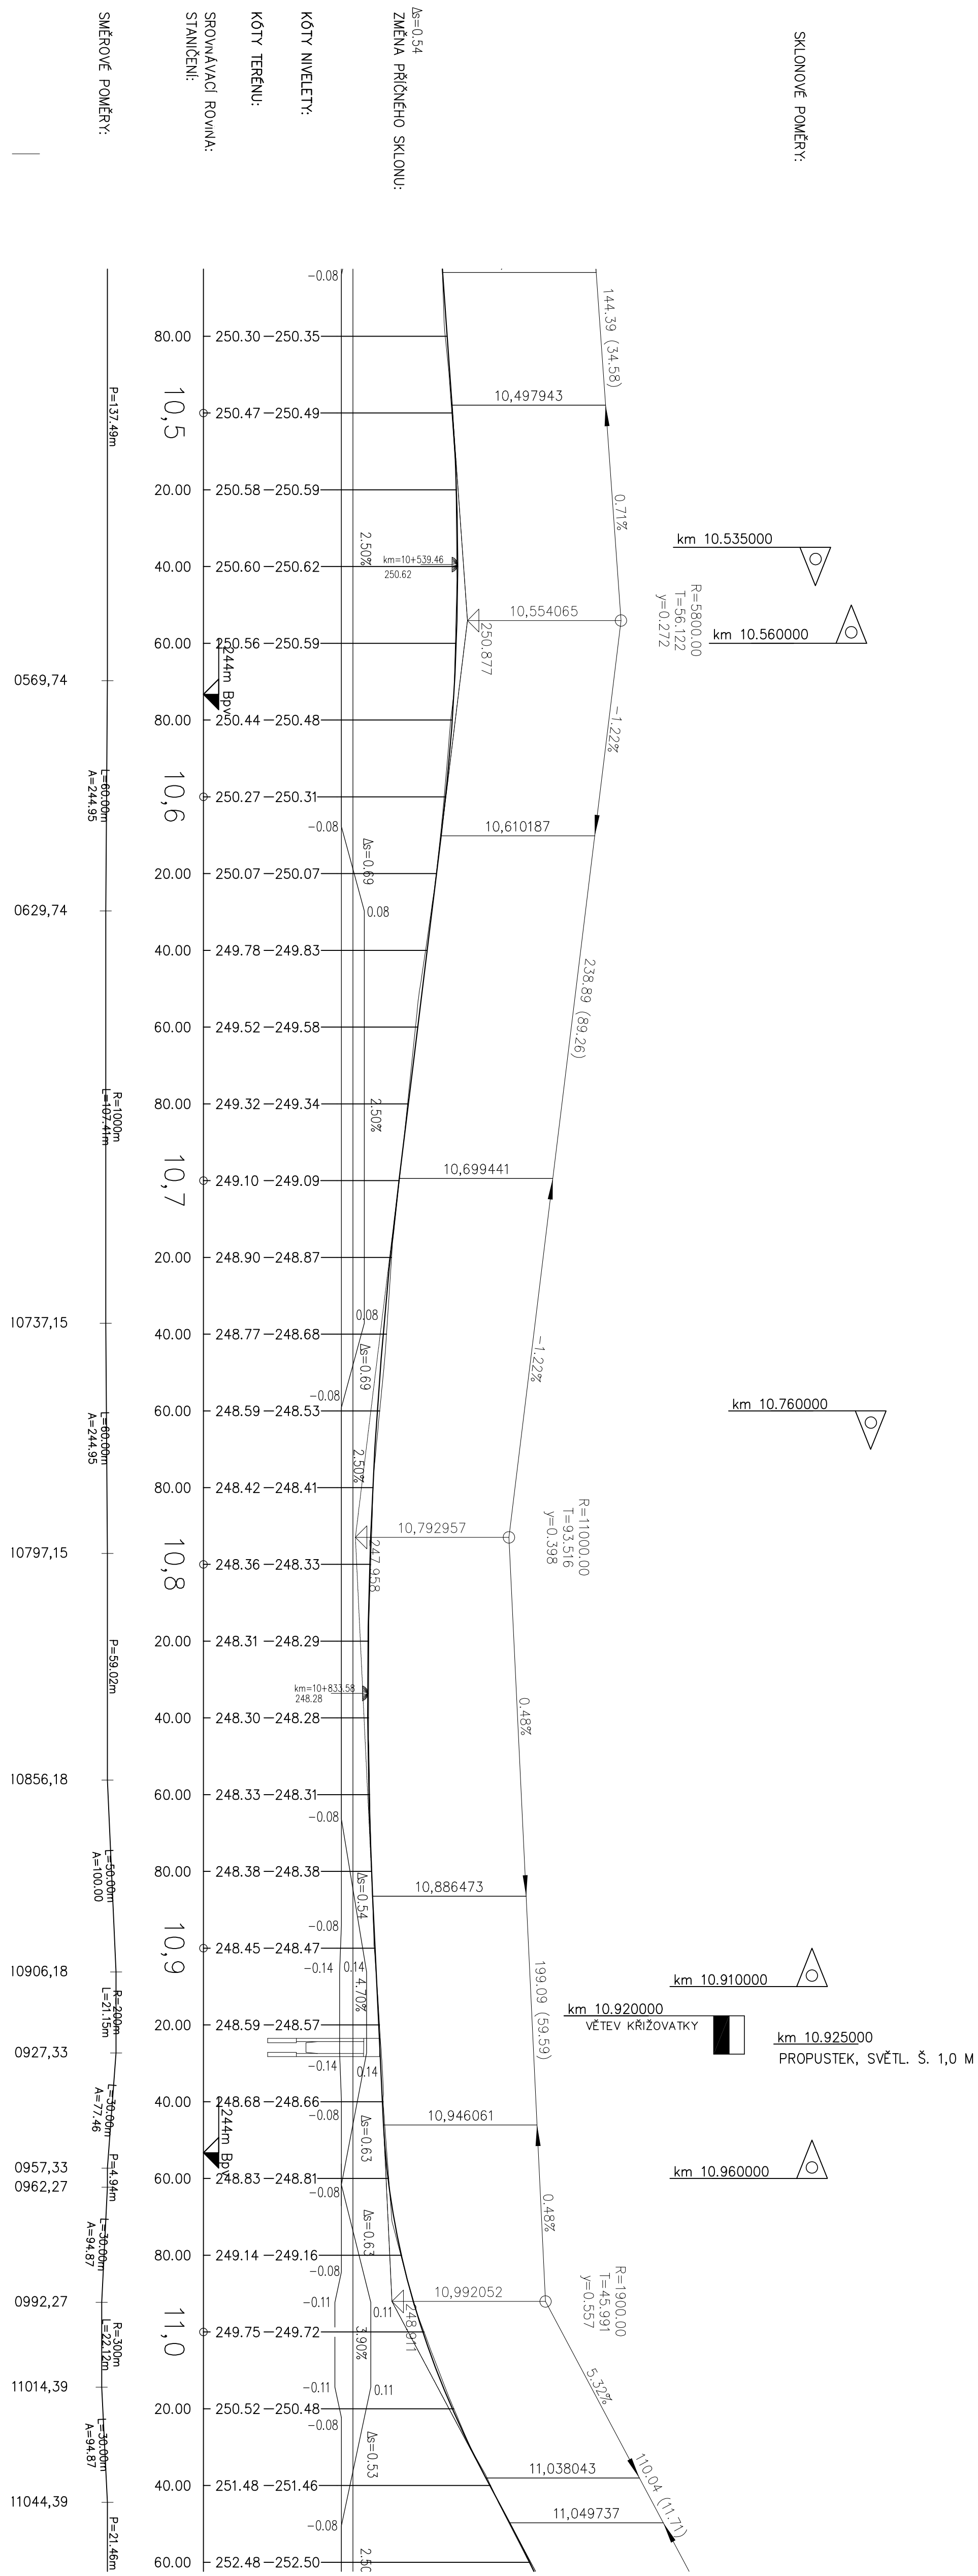 SKLONOVÉ POMĚRY:
Δs=0.54
ZMĚNA PŘÍČNÉHO SKLONU:
KÓTY NIVELETY:
KÓTY TERÉNU:
SROVNÁVACÍ ROVINA:
STANIČENÍ:
SMĚROVÉ POMĚRY:
-0.08
144.39 (34.58)
80.00 250.30 250.35
P=137.49m
10,497943
10,5 250.47 250.49
20.00 250.58 250.59
0.71%
2.50%
km 10.535000
km=10+539.46
250.62
40.00 250.60 250.62
10,554065
250.877
R=5800.00
T=56.122
y=0.272
km 10.560000
60.00 250.56 250.59
244m Bpv
0569,74
80.00 250.44 250.48
-1.22%
L=60.00m
A=244.95
10,6 250.27 250.31
-0.08
10,610187
Δs=0.69
20.00 250.07 250.07
0629,74
0.08
40.00 249.78 249.83
238.89 (89.26)
60.00 249.52 249.58
R=1000m
L=107.41m
80.00 249.32 249.34
2.50%
10,699441
10,7 249.10 249.09
20.00 248.90 248.87
10737,15
0.08
40.00 248.77 248.68
-1.22%
Δs=0.69
-0.08
km 10.760000
60.00 248.59 248.53
L=60.00m
A=244.95
2.50%
80.00 248.42 248.41
10,792957
247.958
R=11000.00
T=93.516
y=0.398
10797,15
10,8 248.36 248.33
20.00 248.31 248.29
P=59.02m
km=10+833.58
248.28
0.48%
40.00 248.30 248.28
10856,18
60.00 248.33 248.31
-0.08
80.00 248.38 248.38
L=50.00m
A=100.00
10,886473
Δs=0.54
-0.08
10,9 248.45 248.47
10906,18
-0.14 0.14
4.70%
km 10.910000
199.09 (59.59)
R=200m
L=21.15m
km 10.920000
VĚTEV KŘIŽOVATKY
20.00 248.59 248.57
km 10.925000
PROPUSTEK, SVĚTL. Š. 1,0 M
0927,33
-0.14 0.14
40.00 248.68 248.66
-0.08
L=30.00m
A=77.46
10,946061
Δs=0.63
244m Bpv
0957,33
P=4.94m
km 10.960000
60.00 248.83 248.81
0962,27
-0.08
0.48%
L=30.00m
A=94.87
Δs=0.63
80.00 249.14 249.16
-0.08
10,992052
248.911
R=1900.00
T=45.991
y=0.557
0992,27
-0.11 0.11
11,0 249.75 249.72
3.90%
R=300m
L=22.12m
5.32%
11014,39
-0.11 0.11
20.00 250.52 250.48
-0.08
L=30.00m
A=94.87
Δs=0.53
11,038043
110.04 (11.71)
40.00 251.48 251.46
11044,39
11,049737
-0.08
P=21.46m
60.00 252.48 252.50